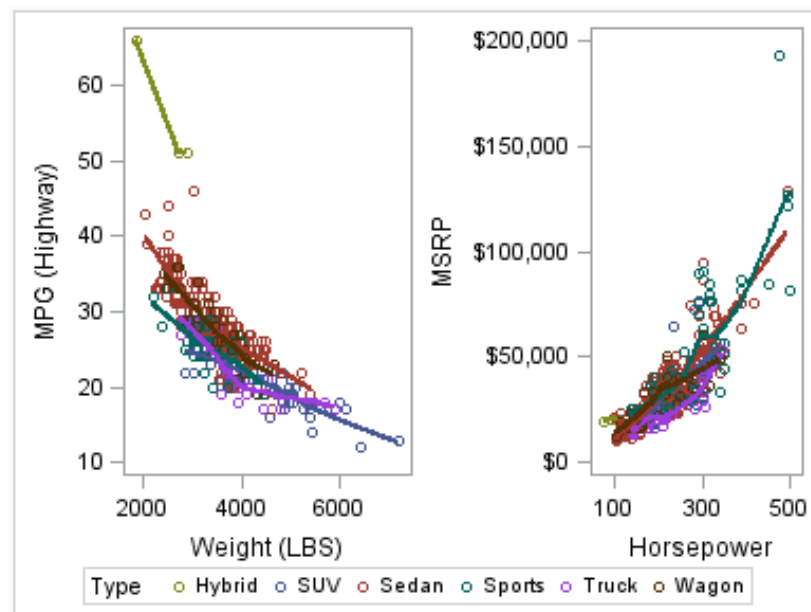 60
50
40
30
20
10
MPG (Highway)
2000 4000 6000
Weight (LBS)
$200,000
$150,000
$100,000
$50,000
$0
MSRP
100 300 500
Horsepower
Type Hybrid SUV Sedan Sports Truck Wagon